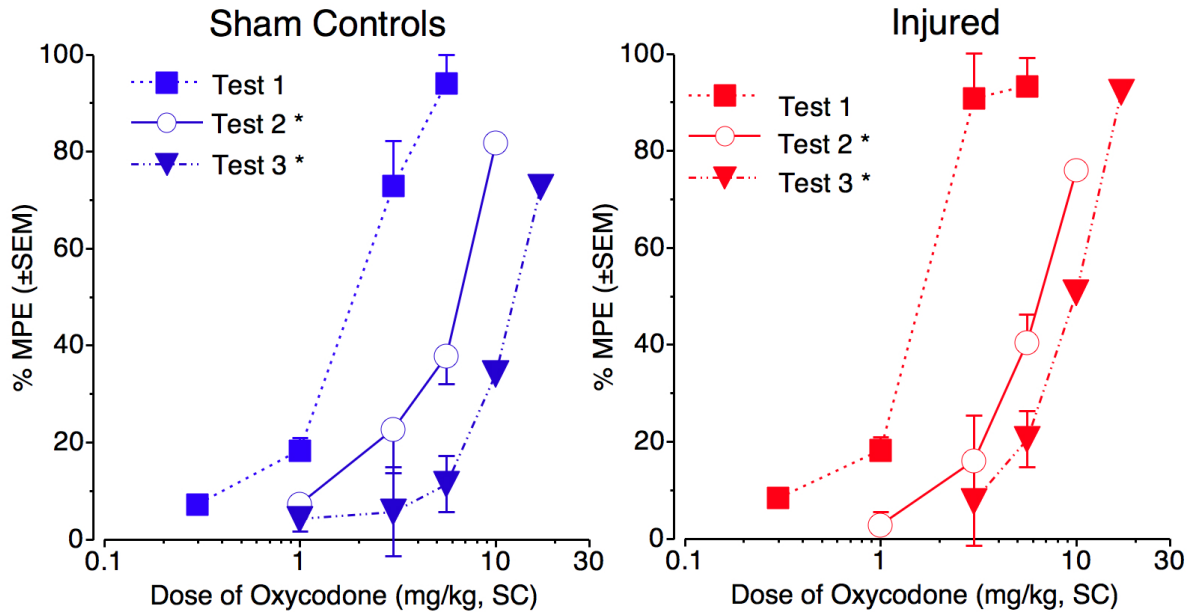 Sham Controls
100
80
60
40
20
0
% MPE (±SEM)
Test 1
Test 2 *
Test 3 *
0.1
1
10
30
Dose of Oxycodone (mg/kg, SC)
Injured
100
80
60
40
20
0
% MPE (±SEM)
Test 1
Test 2 *
Test 3 *
0.1
1
10
30
Dose of Oxycodone (mg/kg, SC)